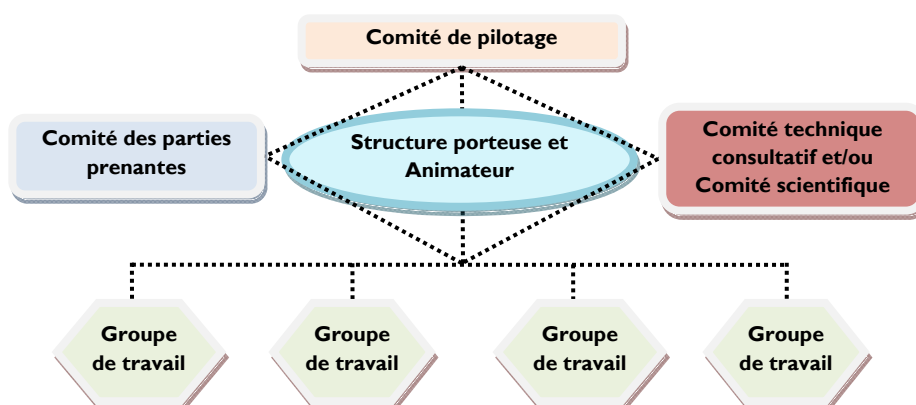 Comité de pilotage
Comité des parties
prenantes
Structure porteuse et
Animateur
Comité technique
consultatif et/ou
Comité scientifique
Groupe
de travail
Groupe
de travail
Groupe
de travail
Groupe
de travail